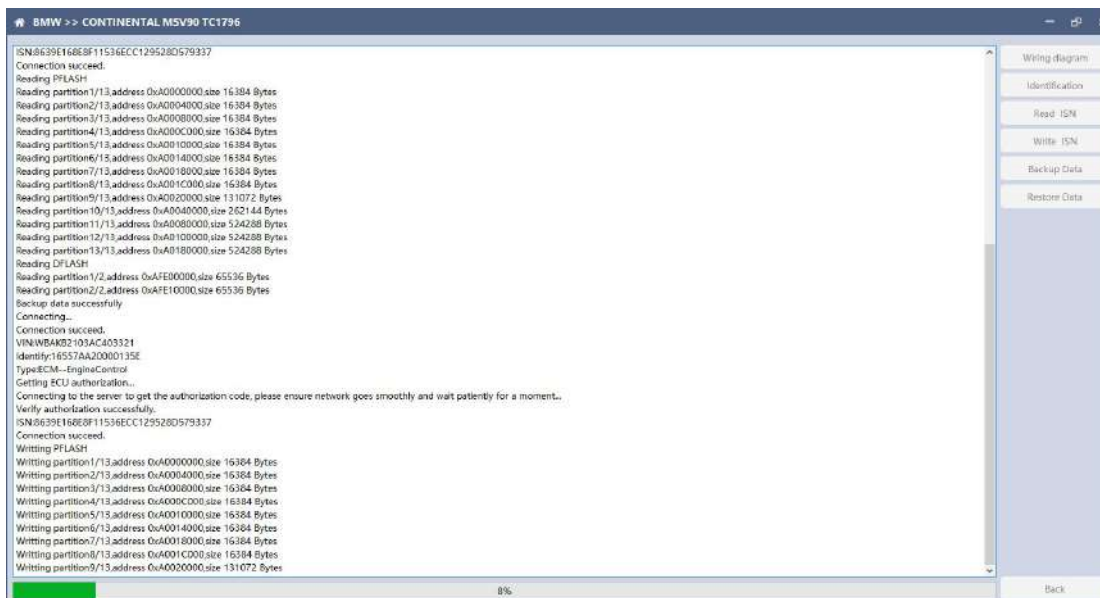 BMW >> CONTINENTAL MSV90 TC1796
ISN:8639E168E8F11536ECC129528D579337
Connection succeed.
Reading PFLASH
Reading partition1/13,address 0xA0000000,size 16384 Bytes
Reading partition2/13,address 0xA0004000,size 16384 Bytes
Reading partition3/13,address 0xA0008000,size 16384 Bytes
Reading partition4/13,address 0xA000C000,size 16384 Bytes
Reading partition5/13,address 0xA0010000,size 16384 Bytes
Reading partition6/13,address 0xA0014000,size 16384 Bytes
Reading partition7/13,address 0xA0018000,size 16384 Bytes
Reading partition8/13,address 0xA001C000,size 16384 Bytes
Reading partition9/13,address 0xA0020000,size 131072 Bytes
Reading partition10/13,address 0xA0040000,size 262144 Bytes
Reading partition11/13,address 0xA0080000,size 524288 Bytes
Reading partition12/13,address 0xA0100000,size 524288 Bytes
Reading partition13/13,address 0xA0180000,size 524288 Bytes
Reading DFLASH
Reading partition1/2,address 0xAFE00000,size 65536 Bytes
Reading partition2/2,address 0xAFE10000,size 65536 Bytes
Backup data successfully
Connecting...
Connection succeed.
VIN:WBAKB2103AC403321
Identify:16557AA20000135E
Type:ECM--EngineControl
Getting ECU authorization...
Connecting to the server to get the authorization code, please ensure network goes smoothly and wait patiently for a moment...
Verify authorization successfully.
ISN:8639E168E8F11536ECC129528D579337
Connection succeed.
Writting PFLASH
Writting partition1/13,address 0xA0000000,size 16384 Bytes
Writting partition2/13,address 0xA0004000,size 16384 Bytes
Writting partition3/13,address 0xA0008000,size 16384 Bytes
Writting partition4/13,address 0xA000C000,size 16384 Bytes
Writting partition5/13,address 0xA0010000,size 16384 Bytes
Writting partition6/13,address 0xA0014000,size 16384 Bytes
Writting partition7/13,address 0xA0018000,size 16384 Bytes
Writting partition8/13,address 0xA001C000,size 16384 Bytes
Writting partition9/13,address 0xA0020000,size 131072 Bytes
8%
Wiring diagram
Identification
Read ISN
Write ISN
Backup Data
Restore Data
Back